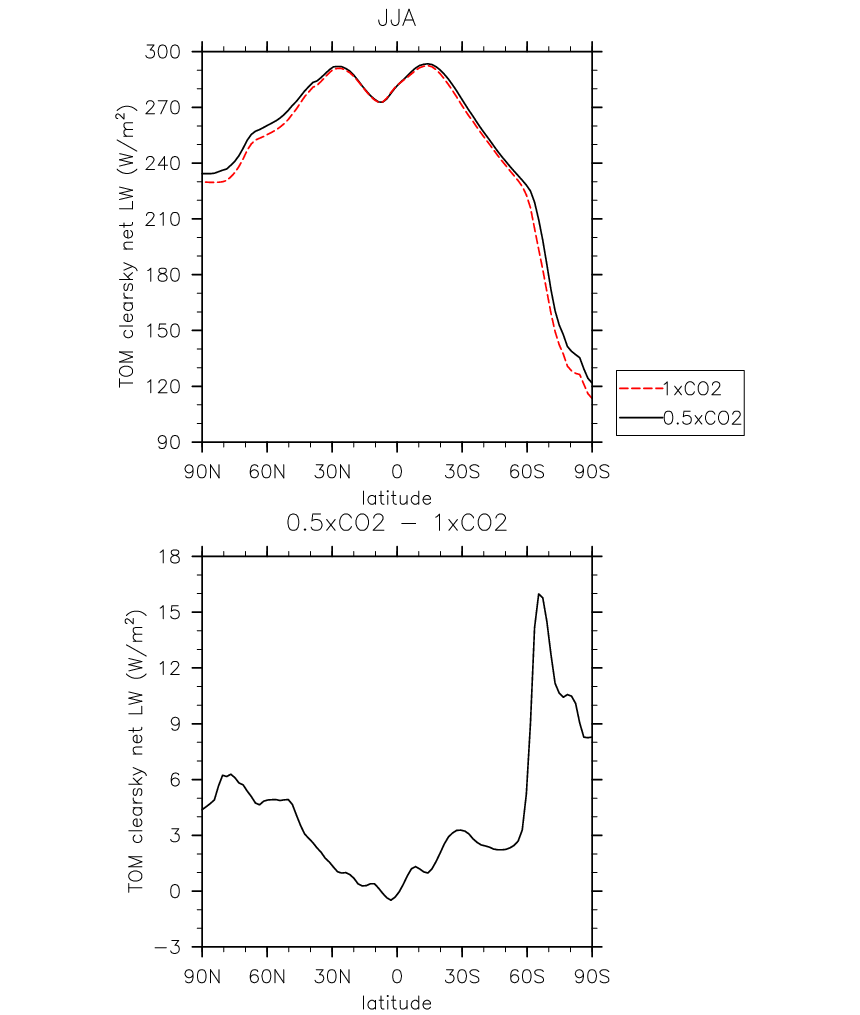 JJA
TOM clearsky net LW (W/m²)
300
270
240
210
180
150
120
90
90N 60N 30N 0 30S 60S 90S
latitude
1xCO2
0.5xCO2
0.5xCO2 − 1xCO2
TOM clearsky net LW (W/m²)
18
15
12
9
6
3
0
−3
90N 60N 30N 0 30S 60S 90S
latitude